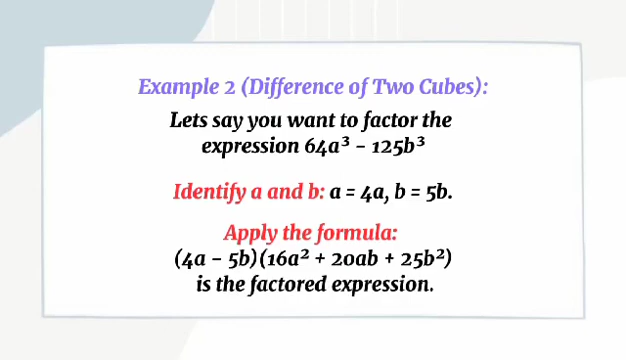 Example 2 (Difference of Two Cubes):
Lets say you want to factor the
expression 64a³ - 125b³
Identify a and b: a = 4a, b = 5b.
Apply the formula:
(4a - 5b)(16a² + 20ab + 25b²)
is the factored expression.